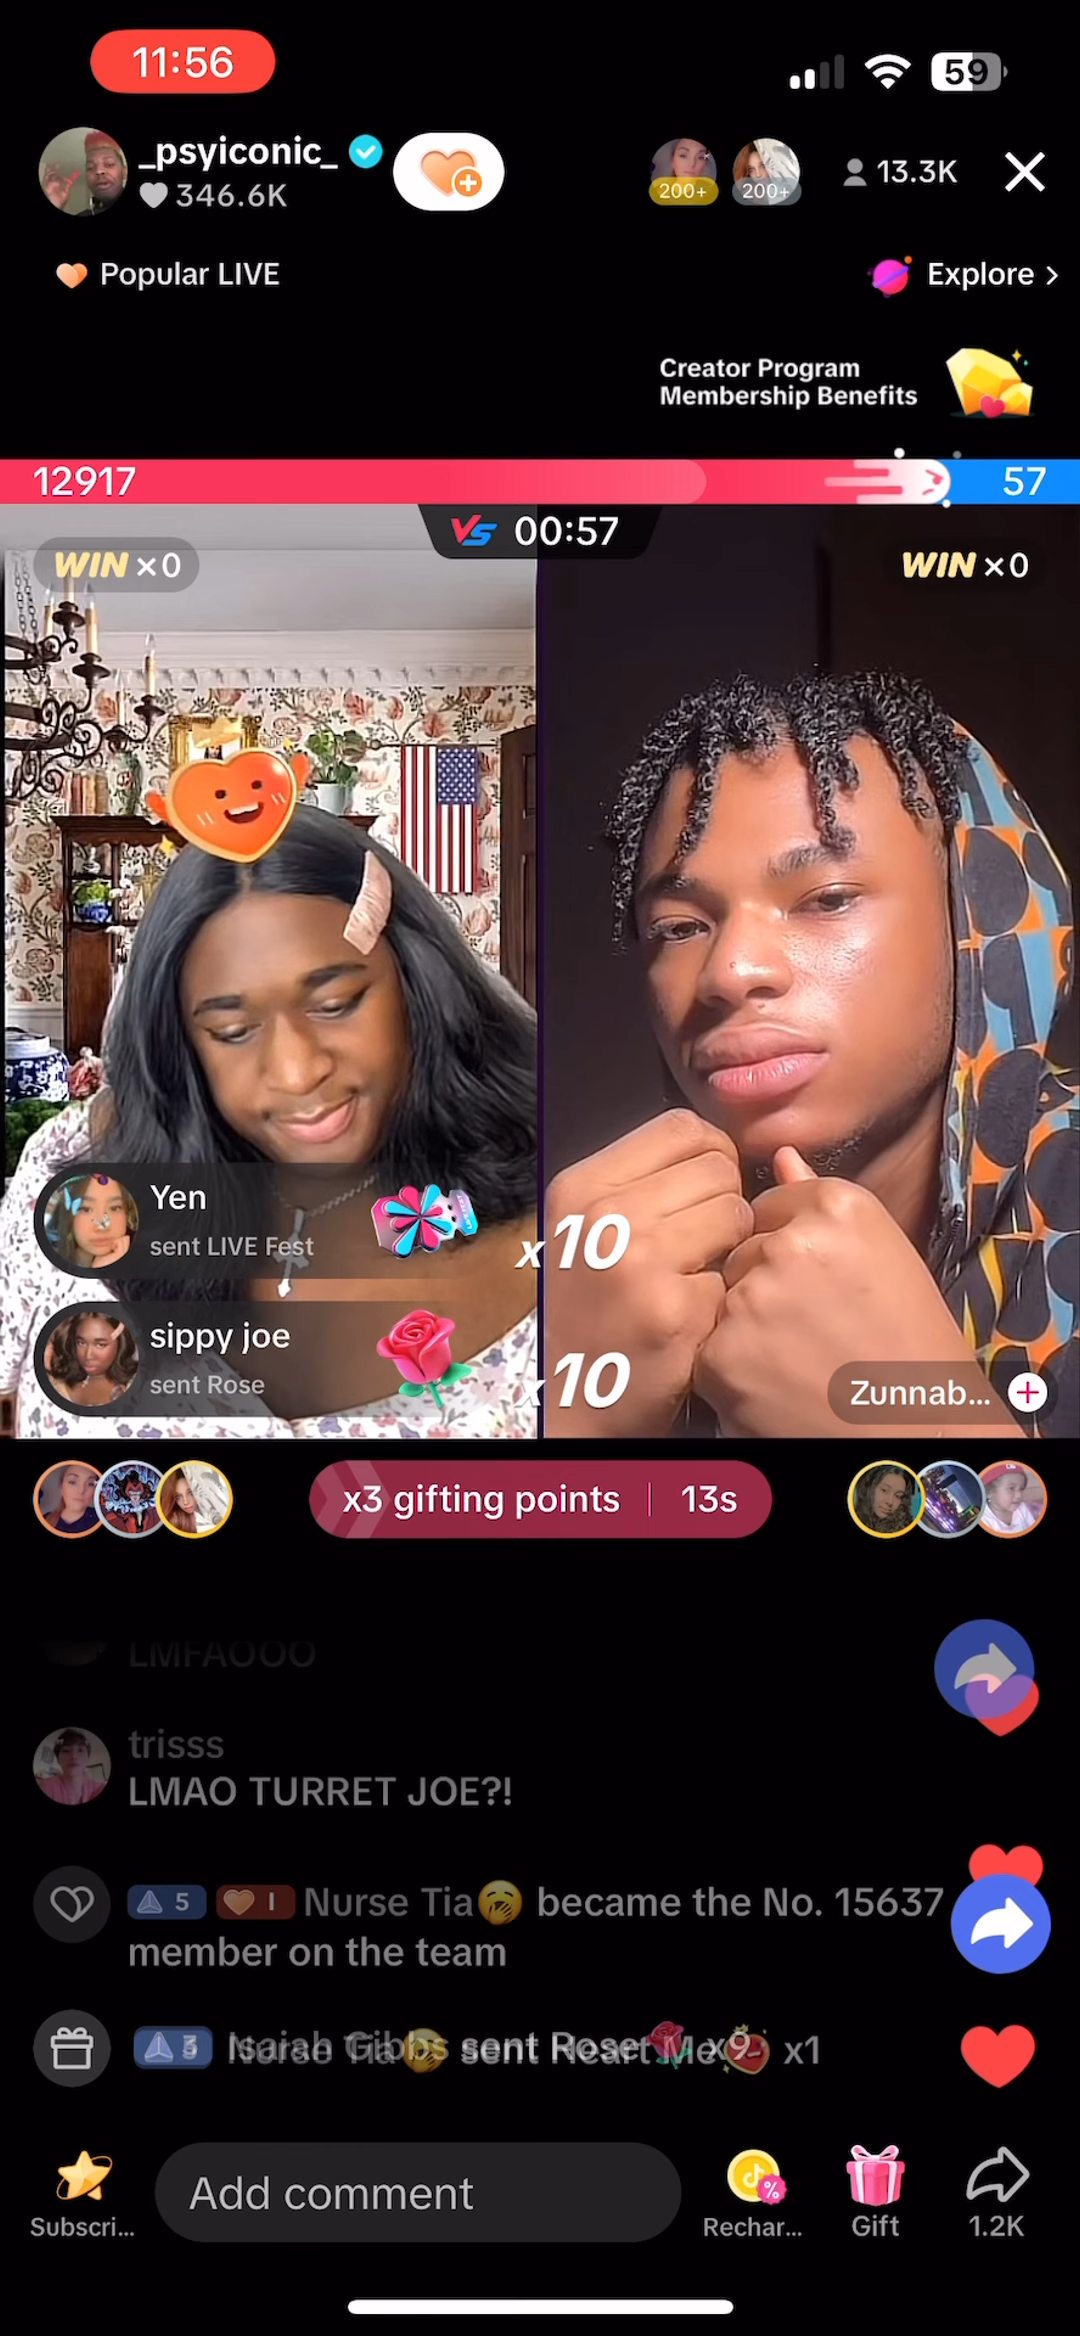 11:56
59
_psyiconic_
346.6K
200+
200+
13.3K
Popular LIVE
Explore >
Creator Program
Membership Benefits
12917
57
VS 00:57
WIN ×0
WIN ×0
Yen
sent LIVE Fest
x10
sippy joe
sent Rose
x10
Zunnab...
x3 gifting points | 13s
LMFAOOO
trisss
LMAO TURRET JOE?!
5 I Nurse Tia🥱 became the No. 15637
member on the team
sent
x1
Add comment
Subscri...
Rechar...
Gift
1.2K